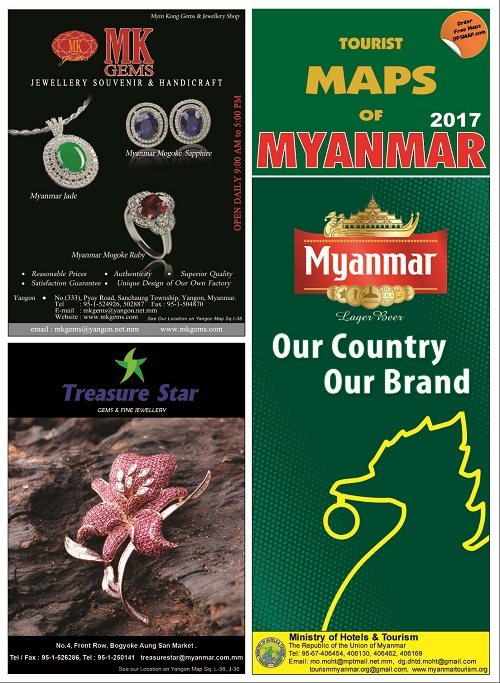 Myin Kong Gems & Jewellery Shop
MK
gems
MK
GEMS
JEWELLERY SOUVENIR & HANDICRAFT
Myanmar Mogoke Sapphire
Myanmar Jade
Myanmar Mogoke Ruby
OPEN DAILY 9:00 AM to 5:00 PM
• Reasonable Prices • Authenticity • Superior Quality
• Satisfaction Guarantee • Unique Design of Our Own Factory
Yangon • No.(333), Pyay Road, Sanchaung Township, Yangon, Myanmar.
Tel : 95-1-524926, 502887 Fax : 95-1-504870
E-mail : mkgems@yangon.net.mm
Website : www.mkgems.com See Our Location on Yangon Map Sq.I-38
email : mkgems@yangon.net.mm www.mkgems.com
Treasure Star
GEMS & FINE JEWELLERY
No.4, Front Row, Bogyoke Aung San Market .
Tel / Fax : 95-1-526286, Tel : 95-1-250141 treasurestar@myanmar.com.mm
See our Location on Yangon Map Sq. L-38, J-36
Order
Free Maps
DPSMAP.com
TOURIST
MAPS
OF
2017
MYANMAR
Myanmar
Lager Beer
Our Country
Our Brand
Ministry of Hotels & Tourism
The Republic of the Union of Myanmar
Tel: 95-67-406454, 406130, 406462, 406169
Email: mo.moht@mptmail.net.mm, dg.dhtd.moht@gmail.com
tourismmyanmar.org@gmail.com, www.myanmartourism.org